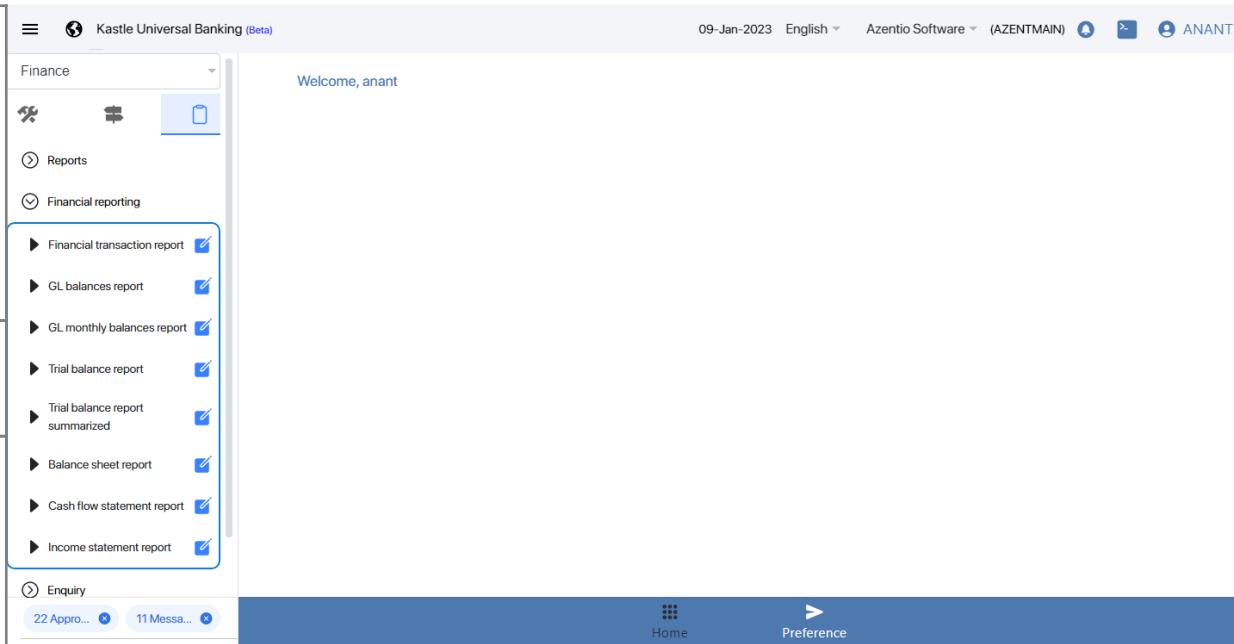 Kastle Universal Banking (Beta)
09-Jan-2023 English Azentio Software (AZENTMAIN) ANANT
Finance
Welcome, anant
Reports
Financial reporting
Financial transaction report
GL balances report
GL monthly balances report
Trial balance report
Trial balance report
summarized
Balance sheet report
Cash flow statement report
Income statement report
Enquiry
22 Appro... 11 Messa...
Home Preference